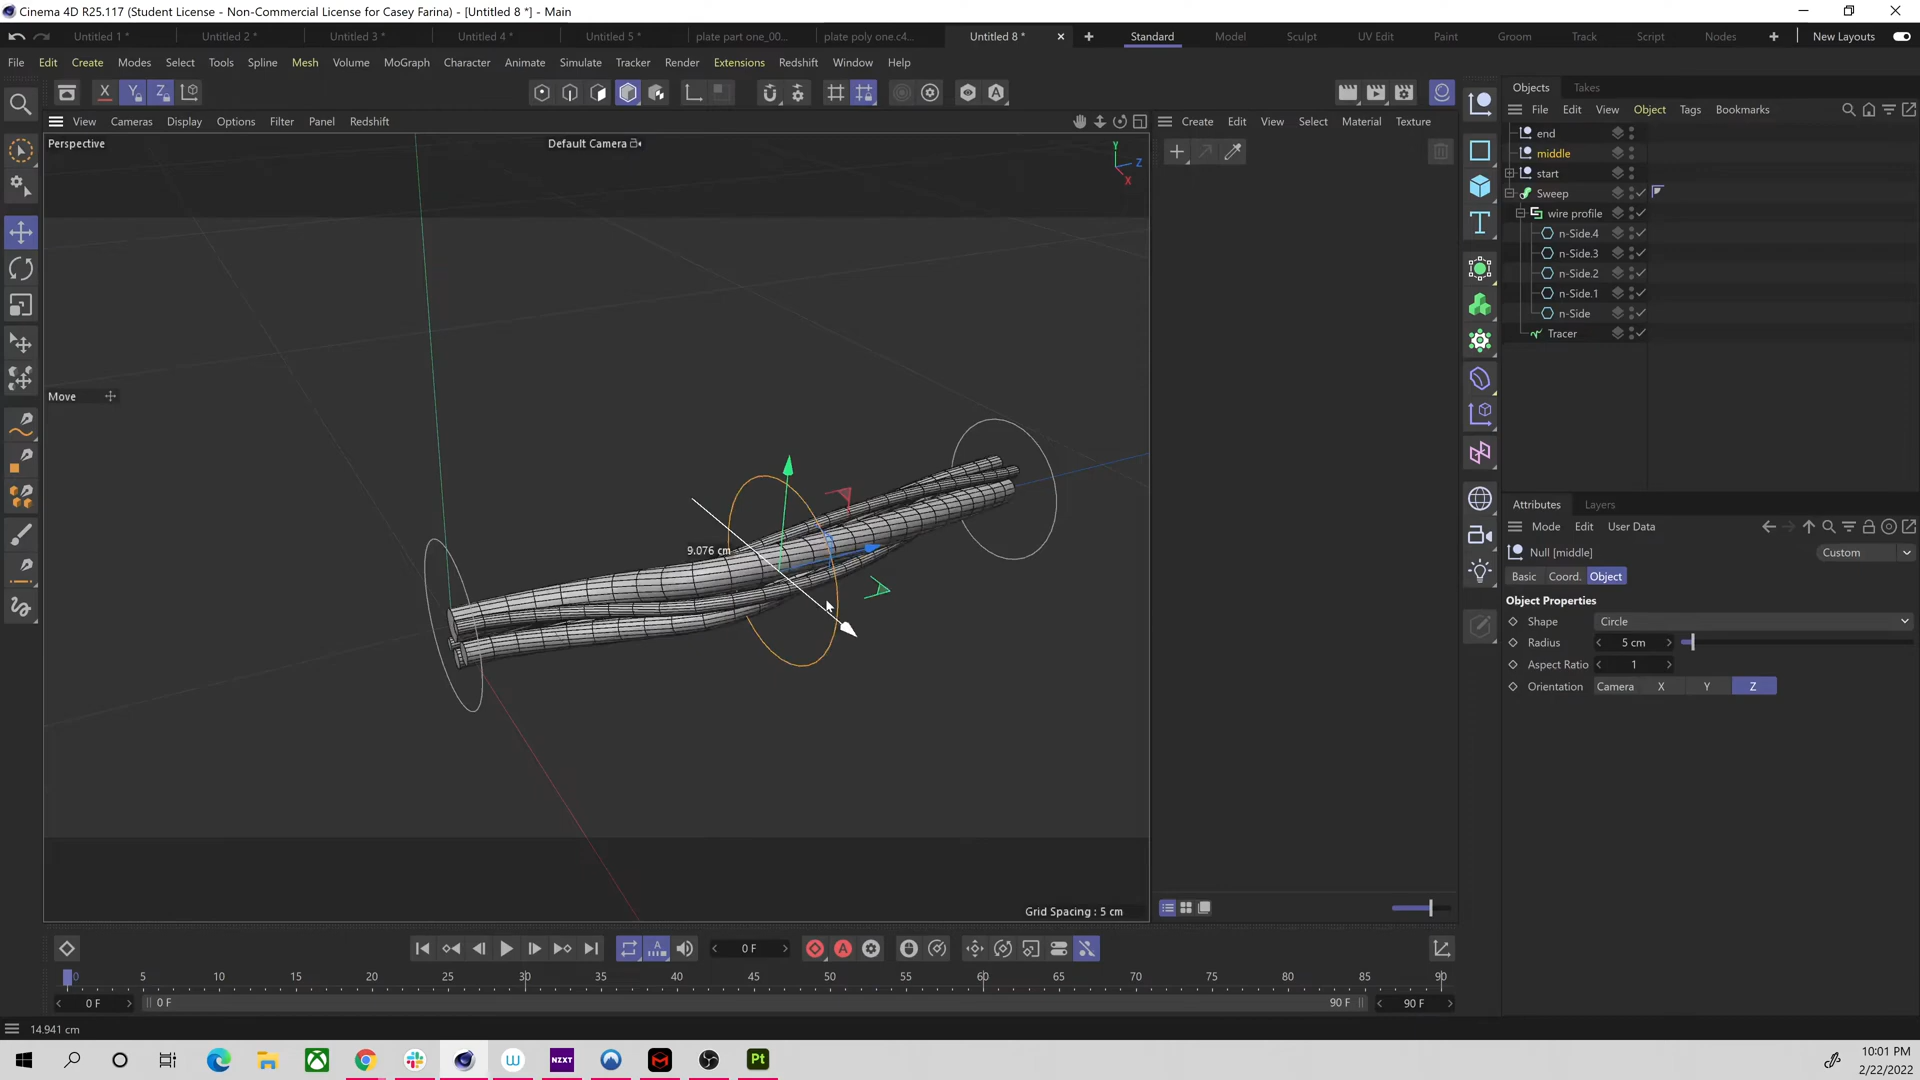 Cinema 4D R25.117 (Student License - Non-Commercial License for Casey Farina) - [Untitled 8 *] - Main
Untitled 1 * Untitled 2 * Untitled 3 * Untitled 4 * Untitled 5 * plate part one_00... plate poly one.c4... Untitled 8 * Standard Model Sculpt UV Edit Paint Groom Track Script Nodes New Layouts
File Edit Create Modes Select Tools Spline Mesh Volume MoGraph Character Animate Simulate Tracker Render Extensions Redshift Window Help
X Y Z
Objects Takes
File Edit View Object Tags Bookmarks
View Cameras Display Options Filter Panel Redshift
Create Edit View Select Material Texture
Perspective
Default Camera
Y
Z
X
end
middle
start
Sweep
wire profile
n-Side.4
n-Side.3
n-Side.2
n-Side.1
n-Side
Tracer
Move
9.076 cm
Attributes Layers
Mode Edit User Data
Null [middle] Custom
Basic Coord. Object
Object Properties
Shape Circle
Radius 5 cm
Aspect Ratio 1
Orientation Camera X Y Z
Grid Spacing : 5 cm
0 F
0 5 10 15 20 25 30 35 40 45 50 55 60 65 70 75 80 85 90
0 F 0 F 90 F 90 F
14.941 cm
NZXT Pt
10:01 PM
2/22/2022